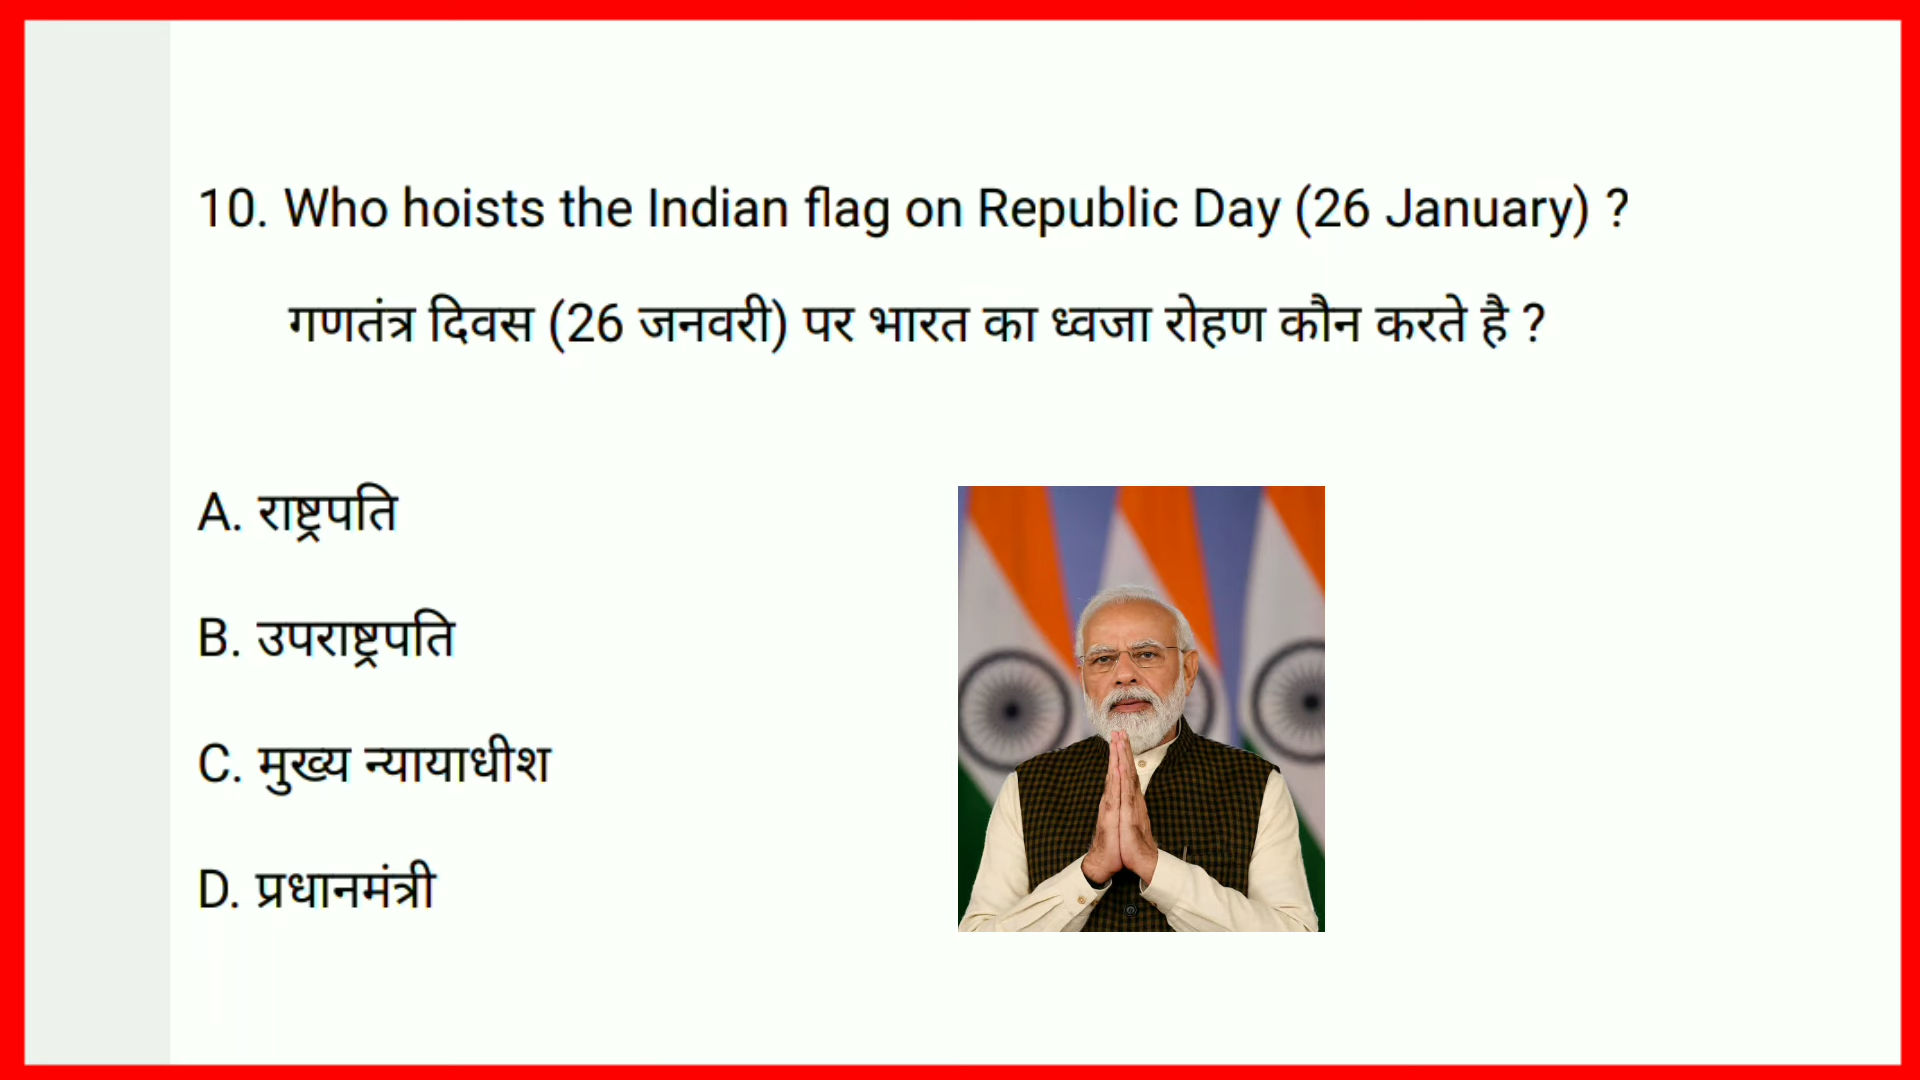 10. Who hoists the Indian flag on Republic Day (26 January) ?
गणतंत्र दिवस (26 जनवरी) पर भारत का ध्वजा रोहण कौन करते है ?
A. राष्ट्रपति
B. उपराष्ट्रपति
C. मुख्य न्यायाधीश
D. प्रधानमंत्री